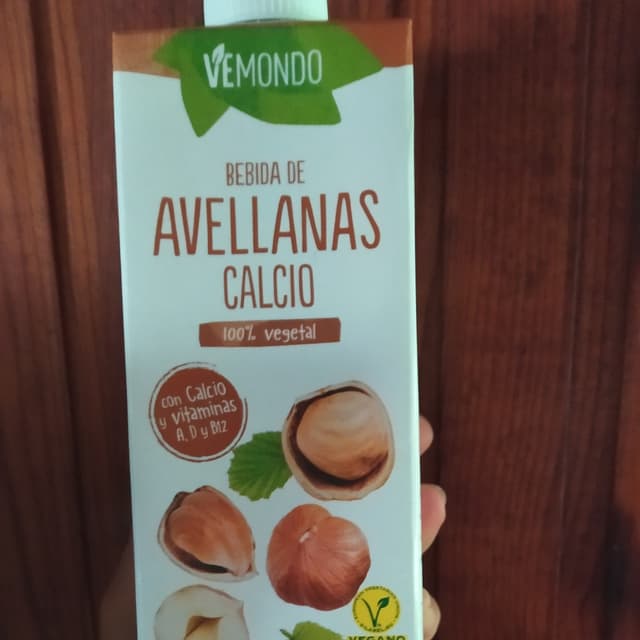 VEMONDO
BEBIDA DE
AVELLANAS
CALCIO
100% vegetal
con Calcio
y vitaminas
A, D y B12
VEGANO